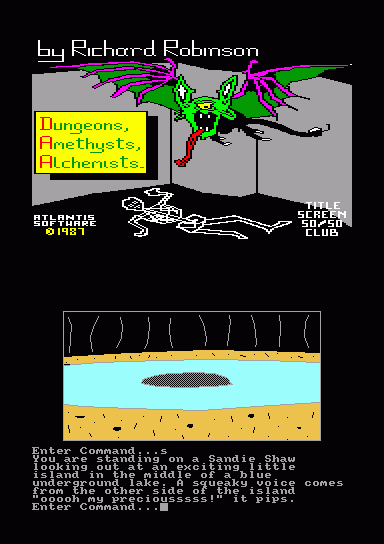 by Richard Robinson
Dungeons,
Amethysts,
Alchemists...
ATLANTIS
SOFTWARE
©1987
TITLE
SCREEN
50/50
CLUB
Enter Command...s
You are standing on a Sandie Shaw
looking out at an exciting little
island in the middle of a blue
underground lake. A squeaky voice comes
from the other side of the island
"ooooh my preciousssss!" it pips.
Enter Command...